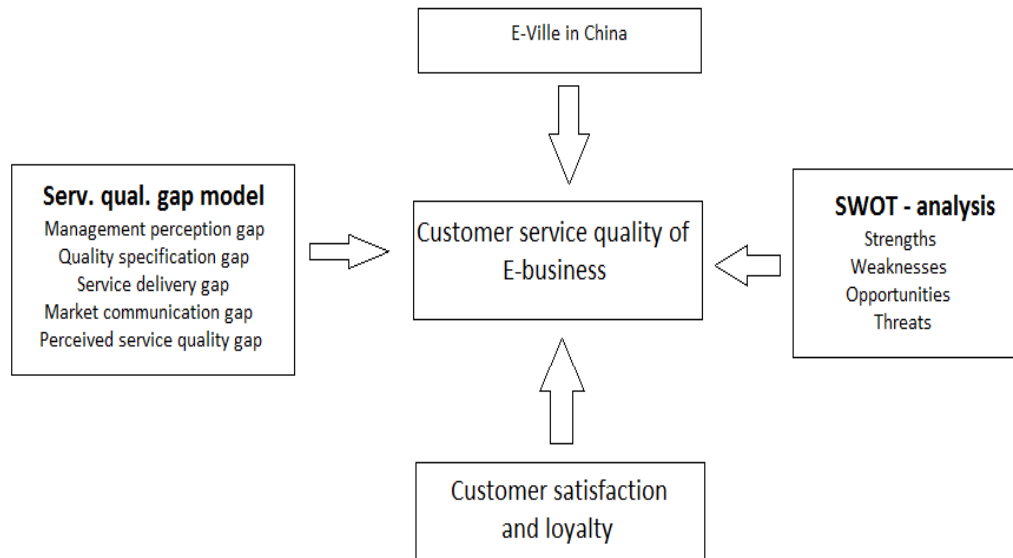 E-Ville in China
Serv. qual. gap model
Management perception gap
Quality specification gap
Service delivery gap
Market communication gap
Perceived service quality gap
Customer service quality of
E-business
SWOT - analysis
Strengths
Weaknesses
Opportunities
Threats
Customer satisfaction
and loyalty